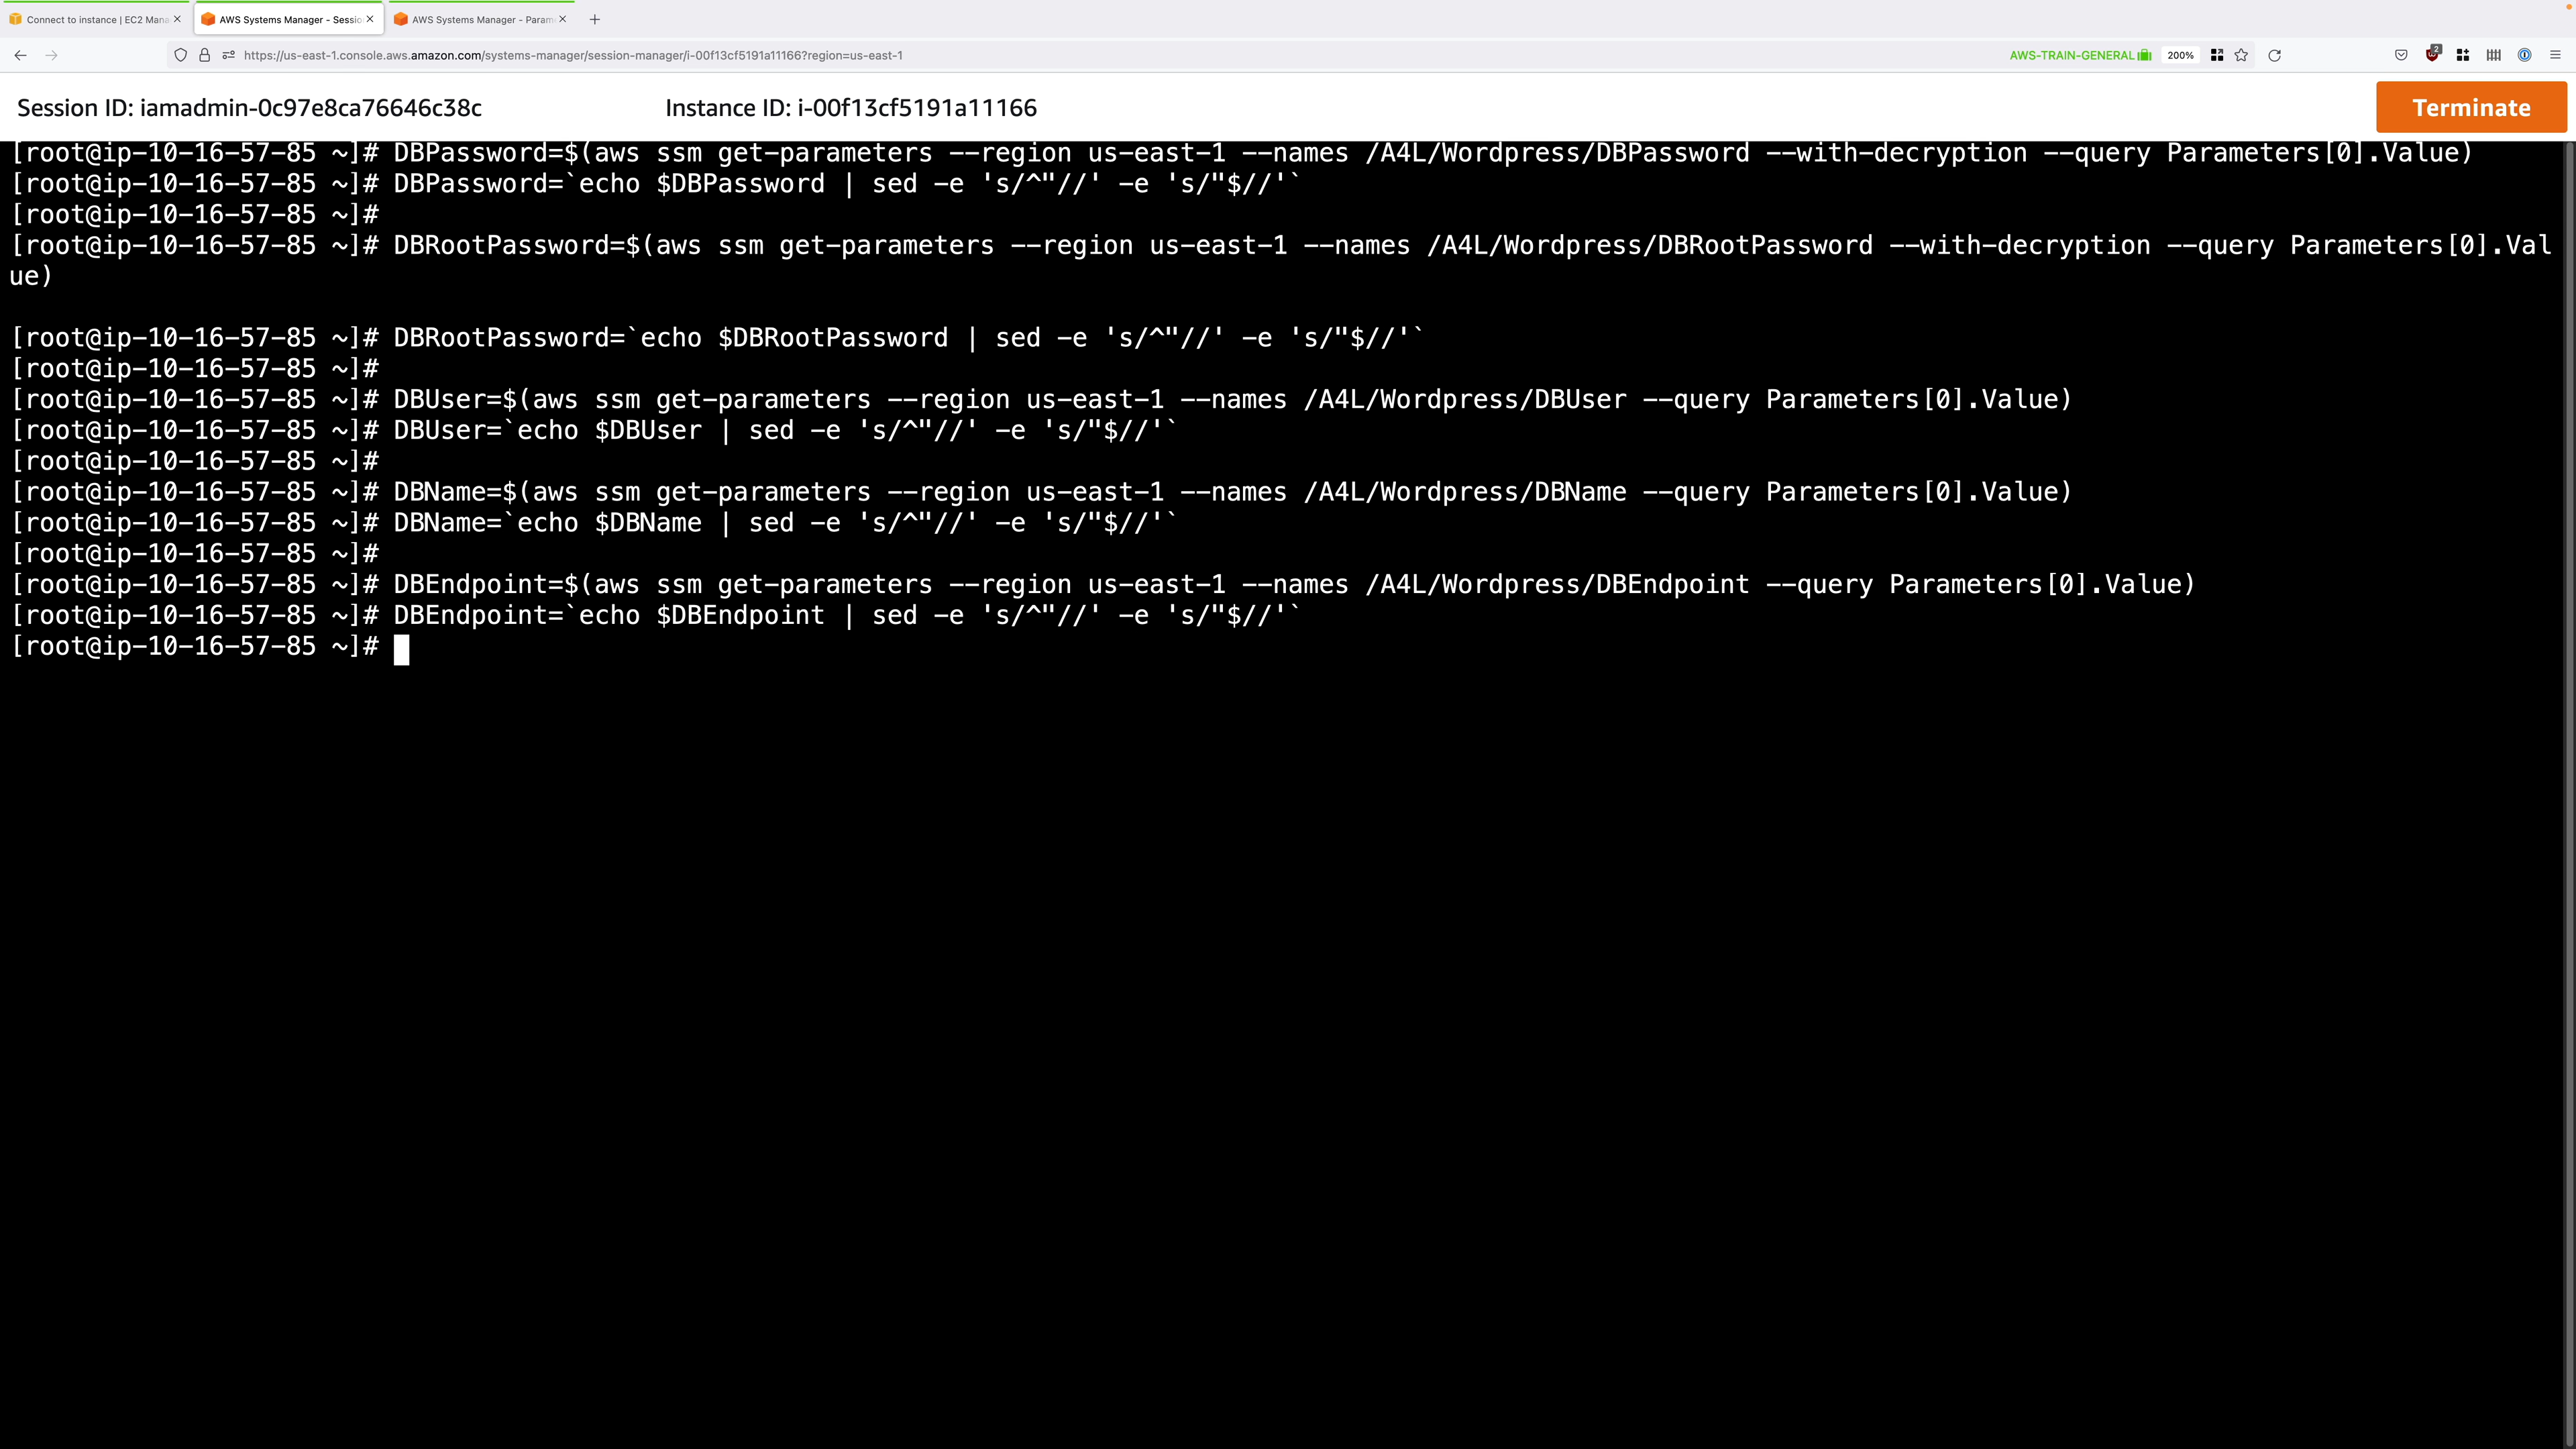 Connect to instance | EC2 Mana
AWS Systems Manager - Sessio
AWS Systems Manager - Param
https://us-east-1.console.aws.amazon.com/systems-manager/session-manager/i-00f13cf5191a11166?region=us-east-1
AWS-TRAIN-GENERAL
200%
2
Session ID: iamadmin-0c97e8ca76646c38c
Instance ID: i-00f13cf5191a11166
Terminate
[root@ip-10-16-57-85 ~]# DBPassword=$(aws ssm get-parameters --region us-east-1 --names /A4L/Wordpress/DBPassword --with-decryption --query Parameters[0].Value)
[root@ip-10-16-57-85 ~]# DBPassword=`echo $DBPassword | sed -e 's/^"//' -e 's/"$//'`
[root@ip-10-16-57-85 ~]#
[root@ip-10-16-57-85 ~]# DBRootPassword=$(aws ssm get-parameters --region us-east-1 --names /A4L/Wordpress/DBRootPassword --with-decryption --query Parameters[0].Val
ue)
[root@ip-10-16-57-85 ~]# DBRootPassword=`echo $DBRootPassword | sed -e 's/^"//' -e 's/"$//'`
[root@ip-10-16-57-85 ~]#
[root@ip-10-16-57-85 ~]# DBUser=$(aws ssm get-parameters --region us-east-1 --names /A4L/Wordpress/DBUser --query Parameters[0].Value)
[root@ip-10-16-57-85 ~]# DBUser=`echo $DBUser | sed -e 's/^"//' -e 's/"$//'`
[root@ip-10-16-57-85 ~]#
[root@ip-10-16-57-85 ~]# DBName=$(aws ssm get-parameters --region us-east-1 --names /A4L/Wordpress/DBName --query Parameters[0].Value)
[root@ip-10-16-57-85 ~]# DBName=`echo $DBName | sed -e 's/^"//' -e 's/"$//'`
[root@ip-10-16-57-85 ~]#
[root@ip-10-16-57-85 ~]# DBEndpoint=$(aws ssm get-parameters --region us-east-1 --names /A4L/Wordpress/DBEndpoint --query Parameters[0].Value)
[root@ip-10-16-57-85 ~]# DBEndpoint=`echo $DBEndpoint | sed -e 's/^"//' -e 's/"$//'`
[root@ip-10-16-57-85 ~]#